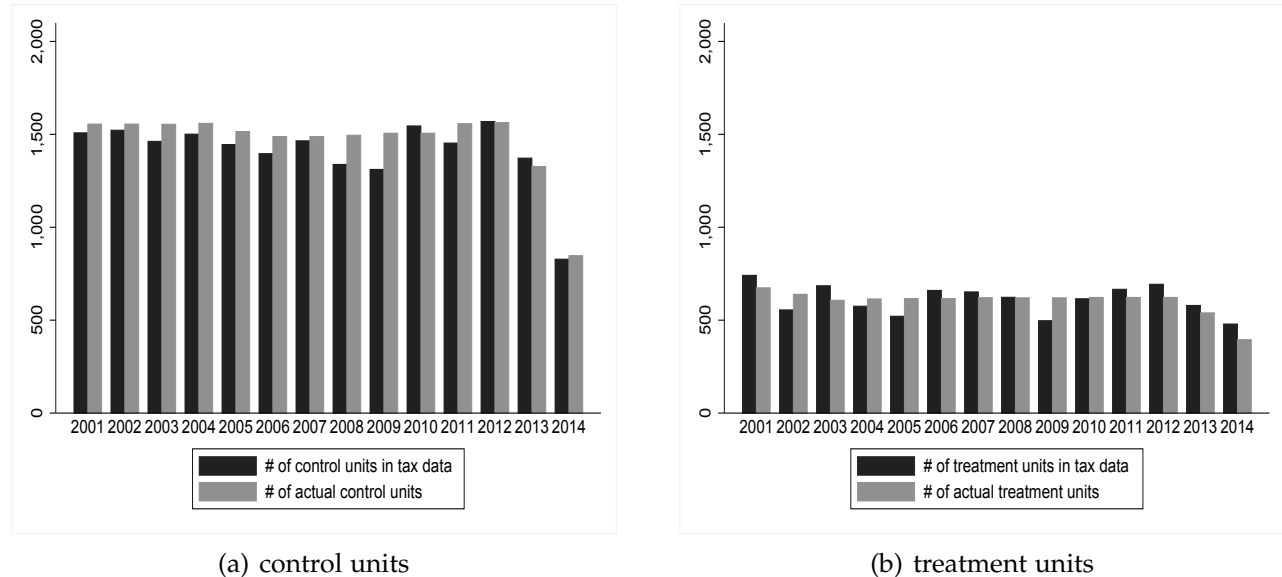 2,000
1,500
1,000
500
0
2001 2002 2003 2004 2005 2006 2007 2008 2009 2010 2011 2012 2013 2014
# of control units in tax data
# of actual control units
(a) control units
2,000
1,500
1,000
500
0
2001 2002 2003 2004 2005 2006 2007 2008 2009 2010 2011 2012 2013 2014
# of treatment units in tax data
# of actual treatment units
(b) treatment units